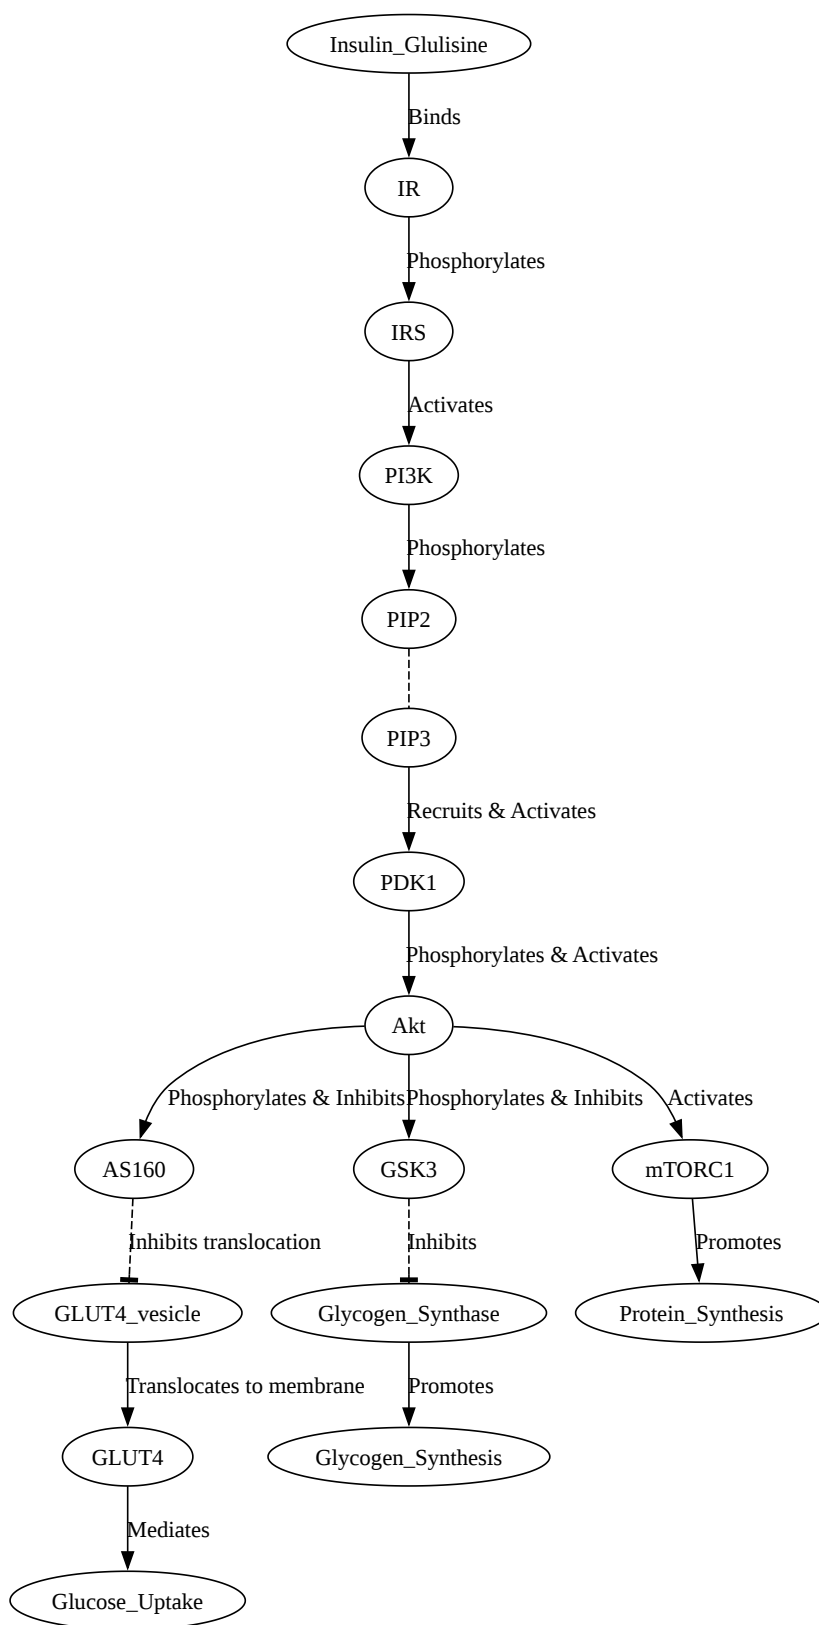 Insulin_Glulisine
Binds
IR
Phosphorylates
IRS
Activates
PI3K
Phosphorylates
PIP2
PIP3
Recruits & Activates
PDK1
Phosphorylates & Activates
Akt
Phosphorylates & Inhibits Phosphorylates & Inhibits Activates
AS160 GSK3 mTORC1
Inhibits translocation Inhibits Promotes
GLUT4_vesicle Glycogen_Synthase Protein_Synthesis
Translocates to membrane Promotes
GLUT4 Glycogen_Synthesis
Mediates
Glucose_Uptake